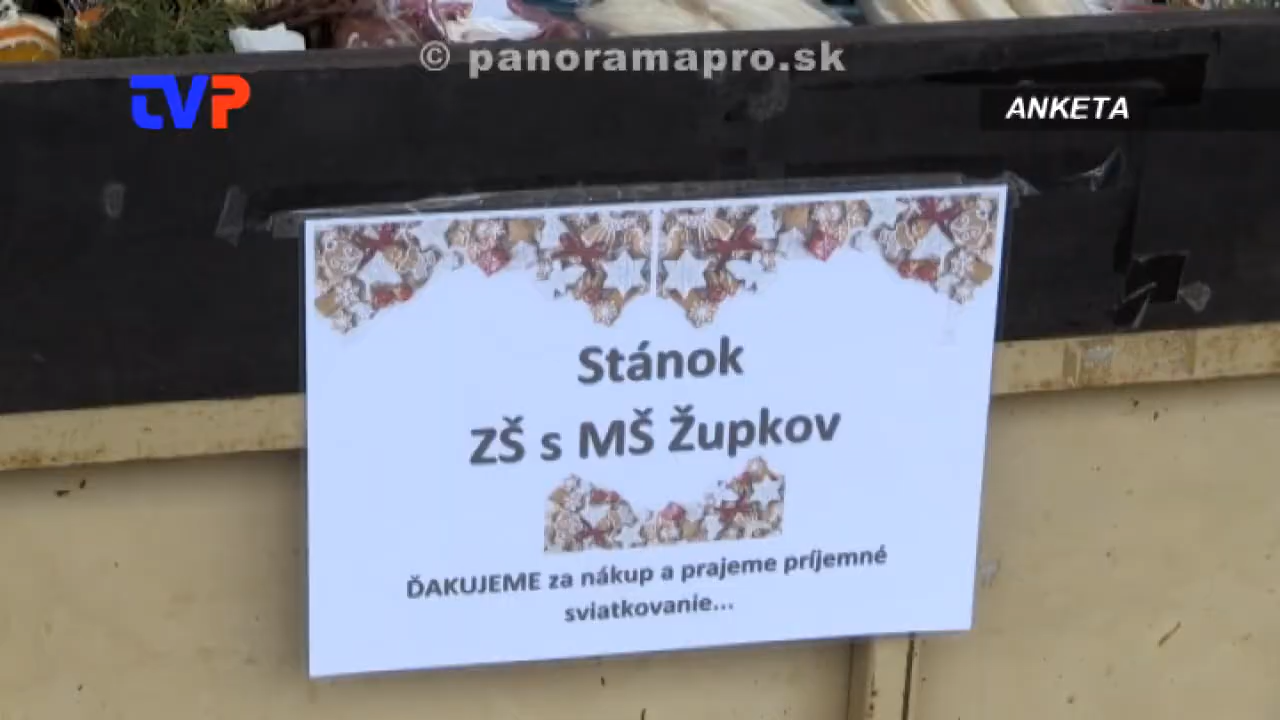 © panoramapro.sk
TVP
ANKETA
Stánok
ZŠ s MŠ Župkov
ĎAKUJEME za nákup a prajeme príjemné
sviatkovanie...